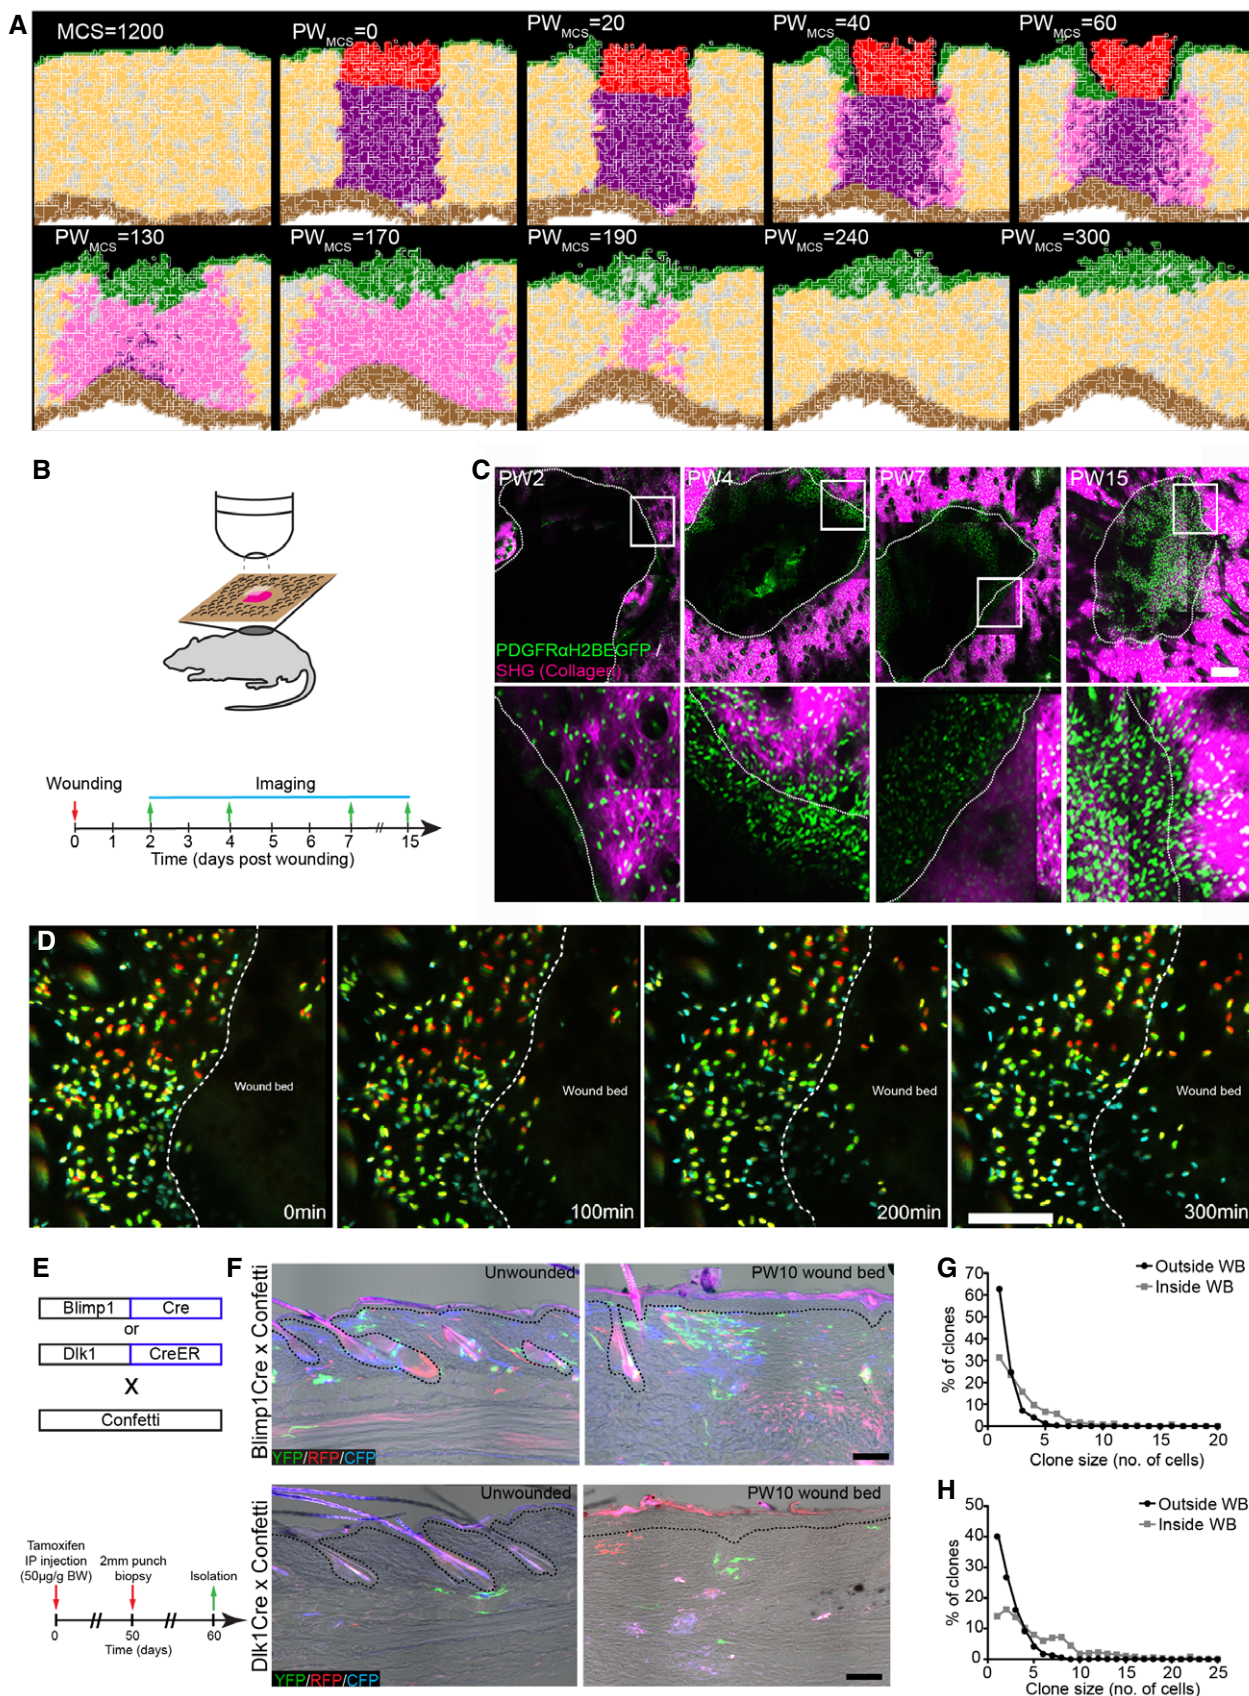 A
MCS=1200
PWMCS=0
PWMCS=20
PWMCS=40
PWMCS=60
PWMCS=130
PWMCS=170
PWMCS=190
PWMCS=240
PWMCS=300
B
Wounding
Imaging
0 1 2 3 4 5 6 7 15
Time (days post wounding)
C
PW2
PW4
PW7
PW15
PDGFRαH2BEGFP /
SHG (Collagen)
D
Wound bed
0min
Wound bed
100min
Wound bed
200min
Wound bed
300min
E
Blimp1 Cre
or
Dlk1 CreER
X
Confetti
Tamoxifen
IP injection
(50µg/g BW)
2mm punch
biopsy
Isolation
0 50 60
Time (days)
F
Blimp1Cre x Confetti
Unwounded
PW10 wound bed
YFP/RFP/CFP
Dlk1Cre x Confetti
Unwounded
PW10 wound bed
YFP/RFP/CFP
G
Outside WB
Inside WB
% of clones
70
60
50
40
30
20
10
0
0 5 10 15 20
Clone size (no. of cells)
H
Outside WB
Inside WB
% of clones
50
40
30
20
10
0
0 5 10 15 20 25
Clone size (no. of cells)